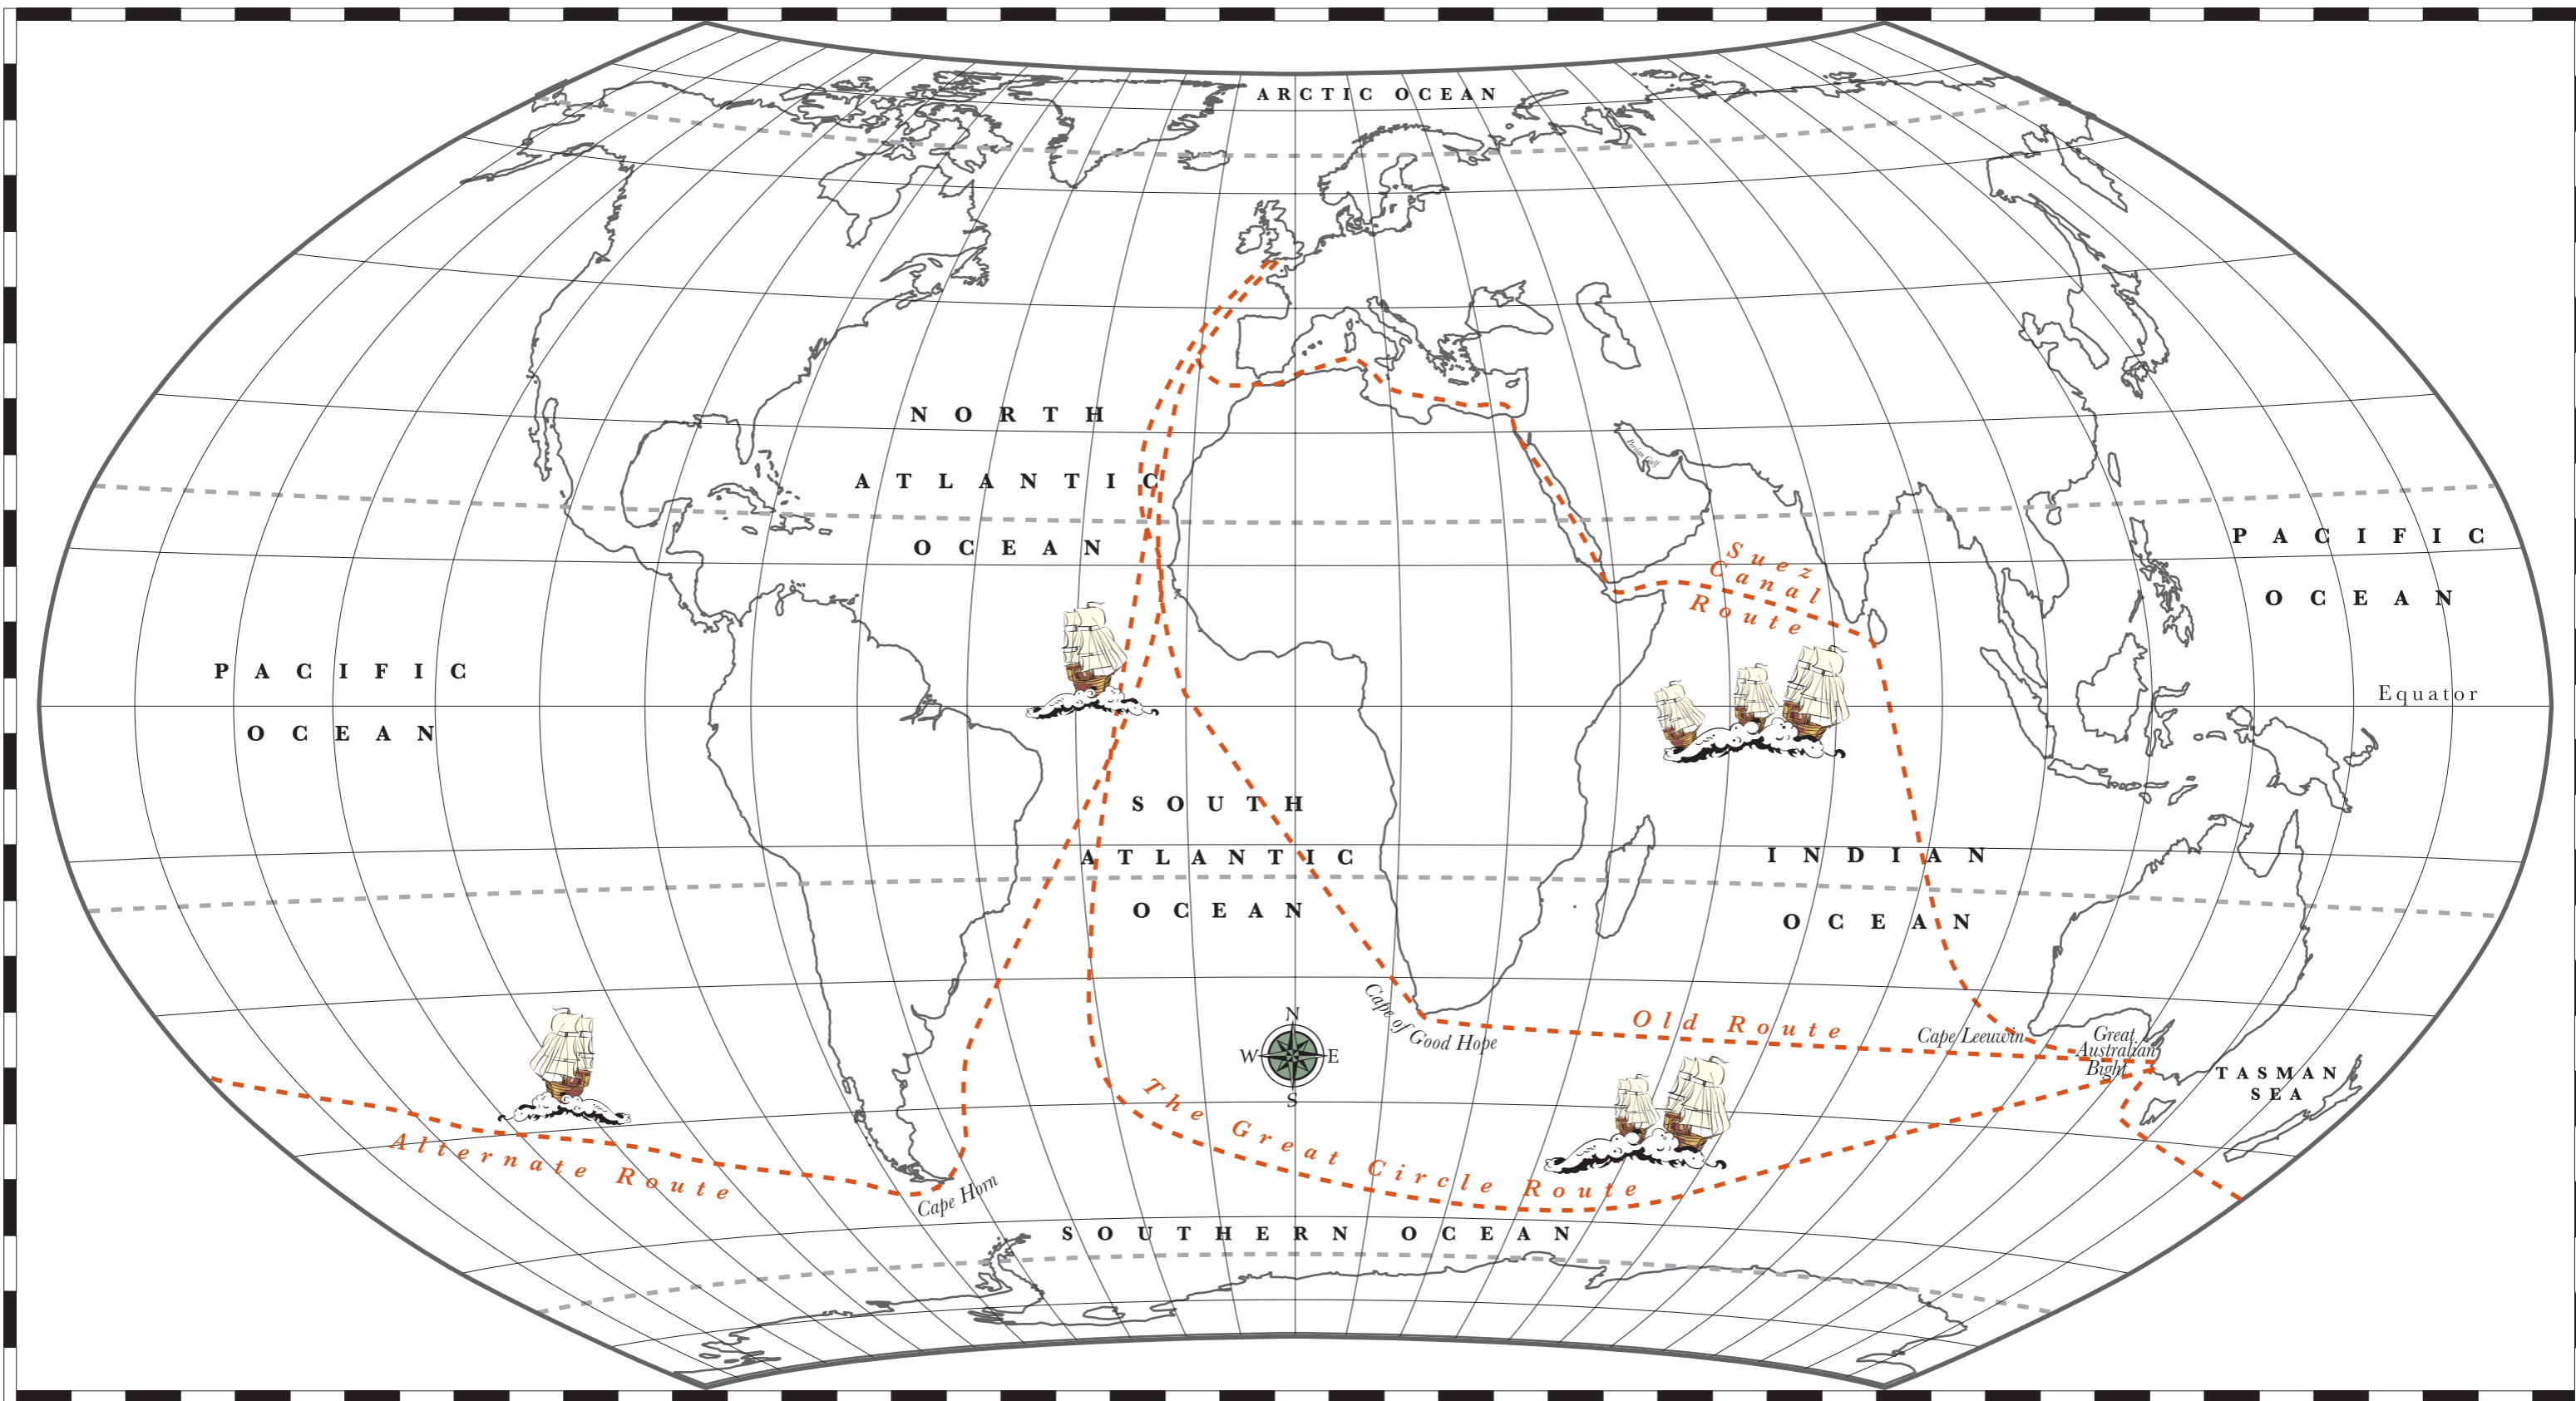 ARCTIC OCEAN
NORTH
ATLANTIC
OCEAN
Persian Gulf
PACIFIC
OCEAN
Suez
Canal
Route
PACIFIC
OCEAN
Equator
SOUTH
ATLANTIC
OCEAN
INDIAN
OCEAN
N
W
E
S
Cape of Good Hope
Old Route
Cape Leeuwin
Great
Australian
Bight
TASMAN
SEA
Alternate Route
Cape Horn
The Great Circle Route
SOUTHERN OCEAN